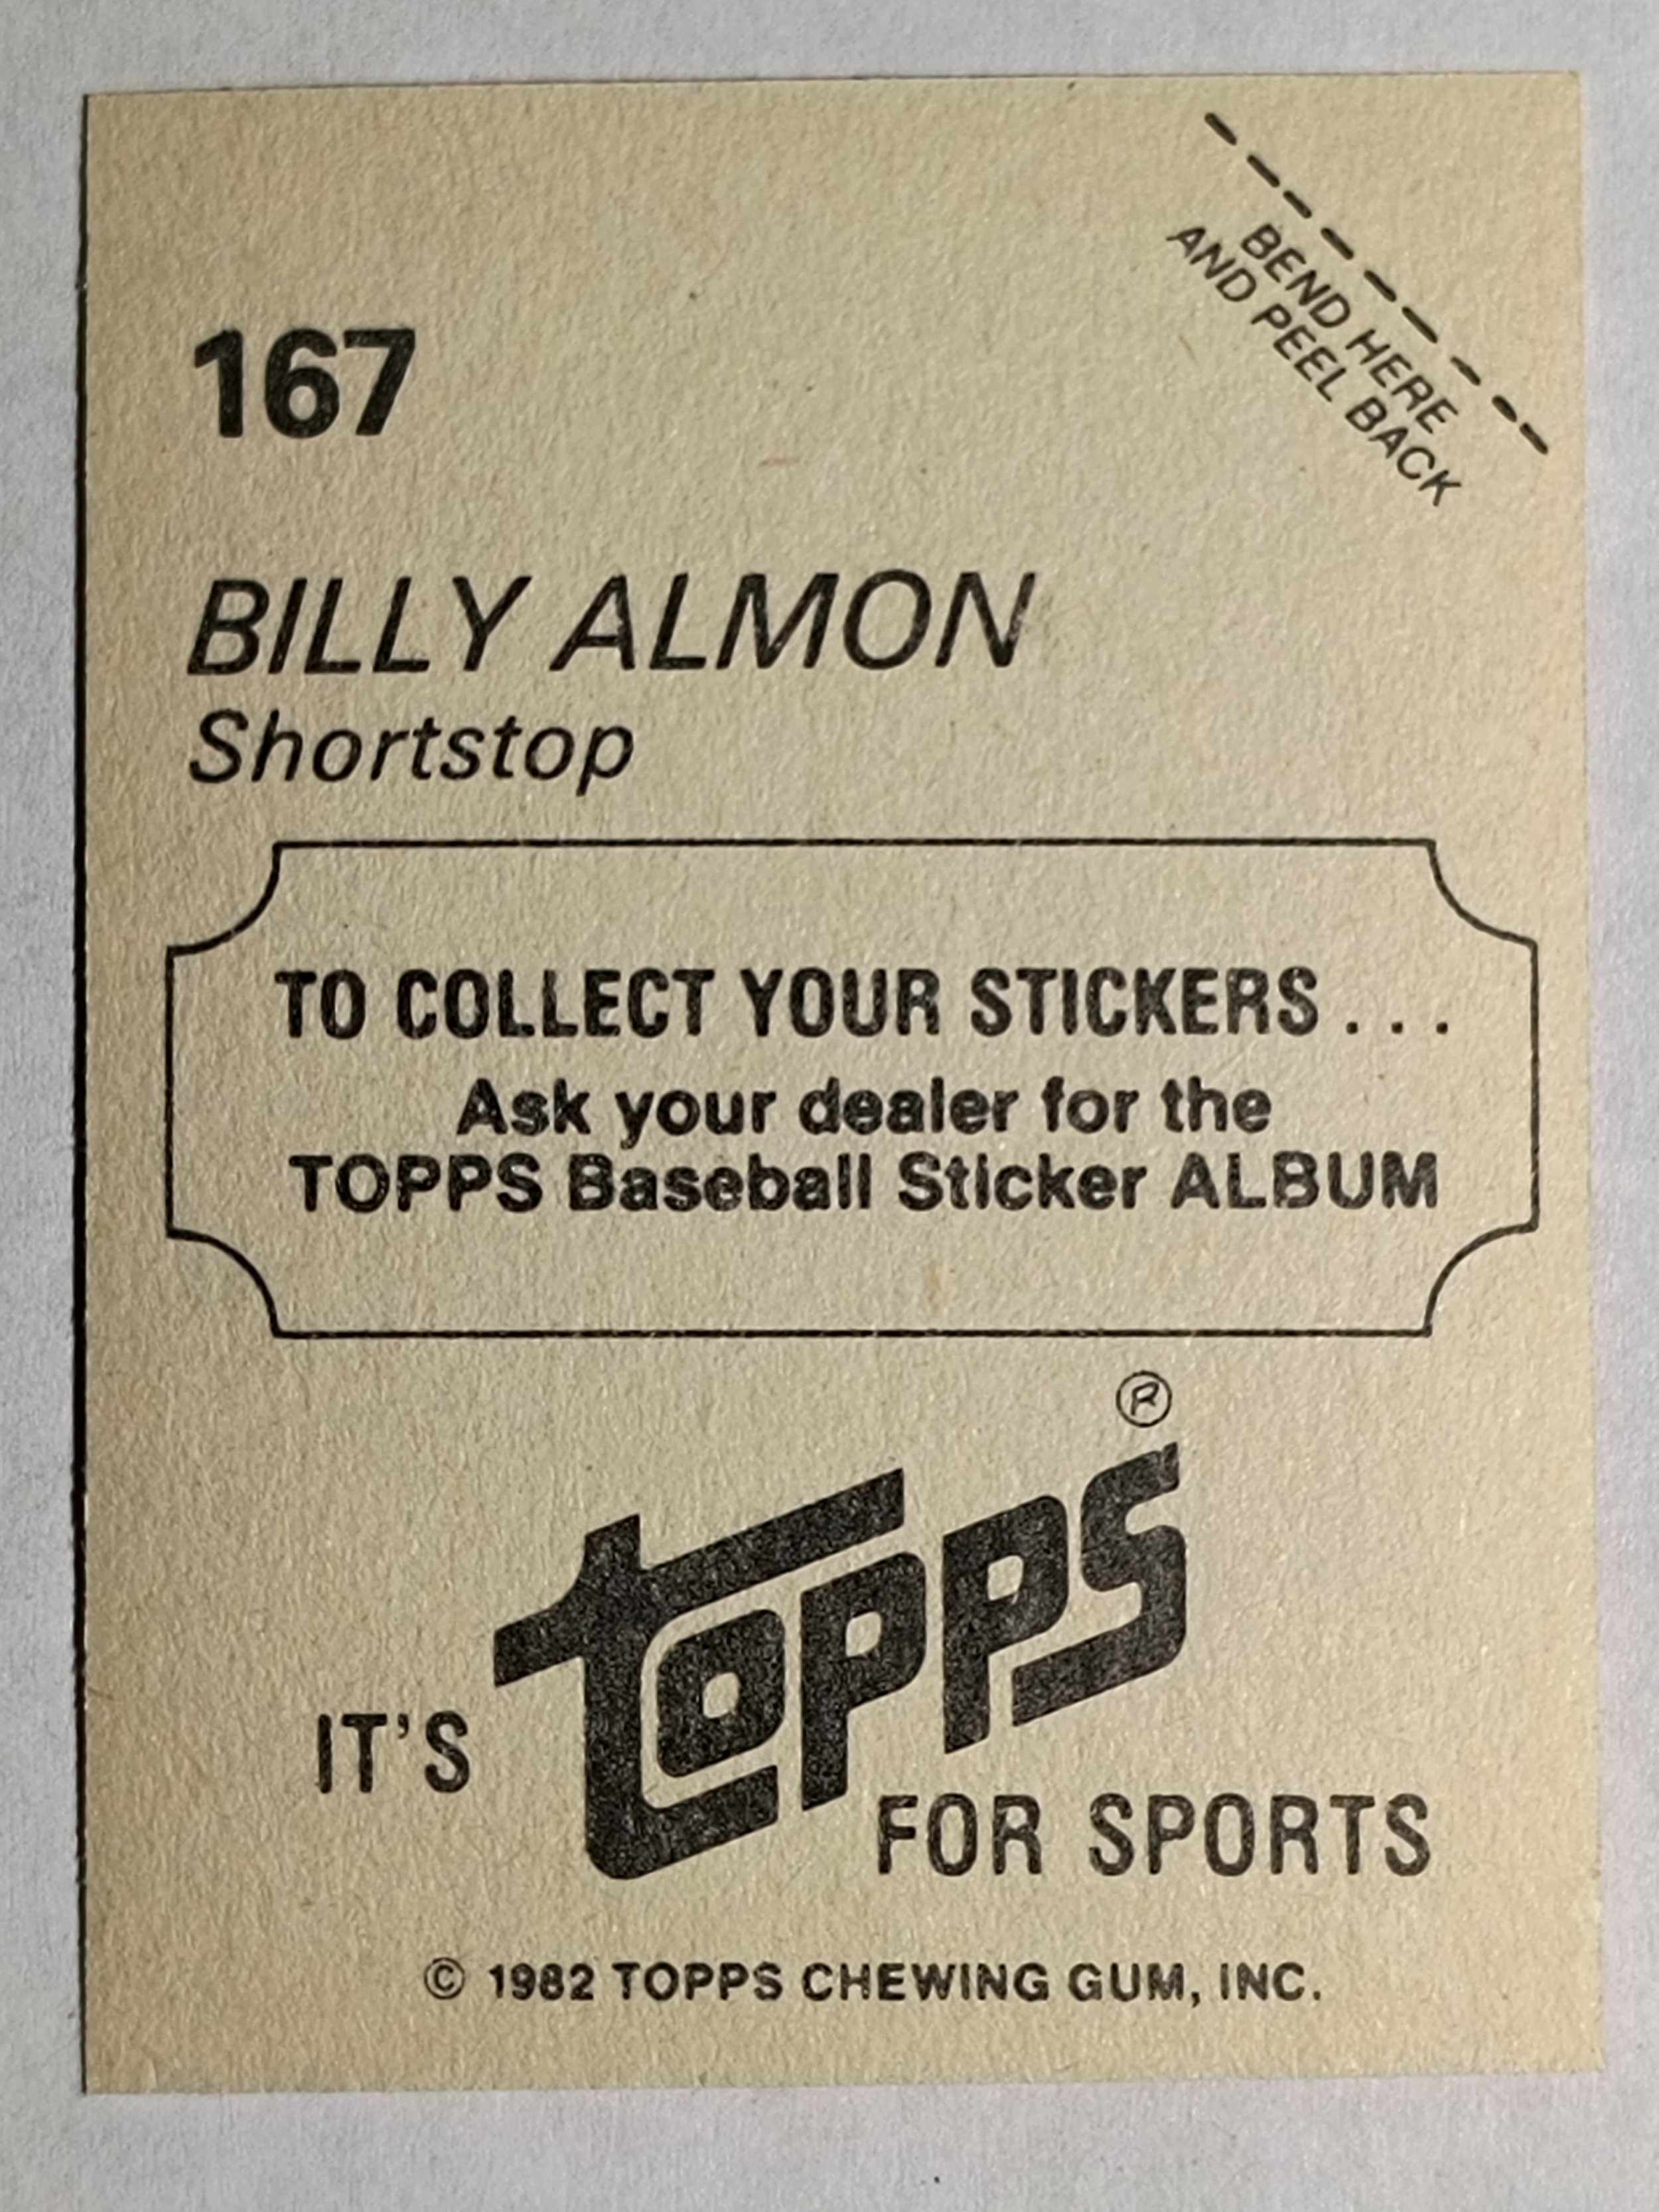 BEND HERE
AND PEEL BACK
167
BILLY ALMON
Shortstop
TO COLLECT YOUR STICKERS . . .
Ask your dealer for the
TOPPS Baseball Sticker ALBUM
®
IT'S topps
FOR SPORTS
© 1982 TOPPS CHEWING GUM, INC.